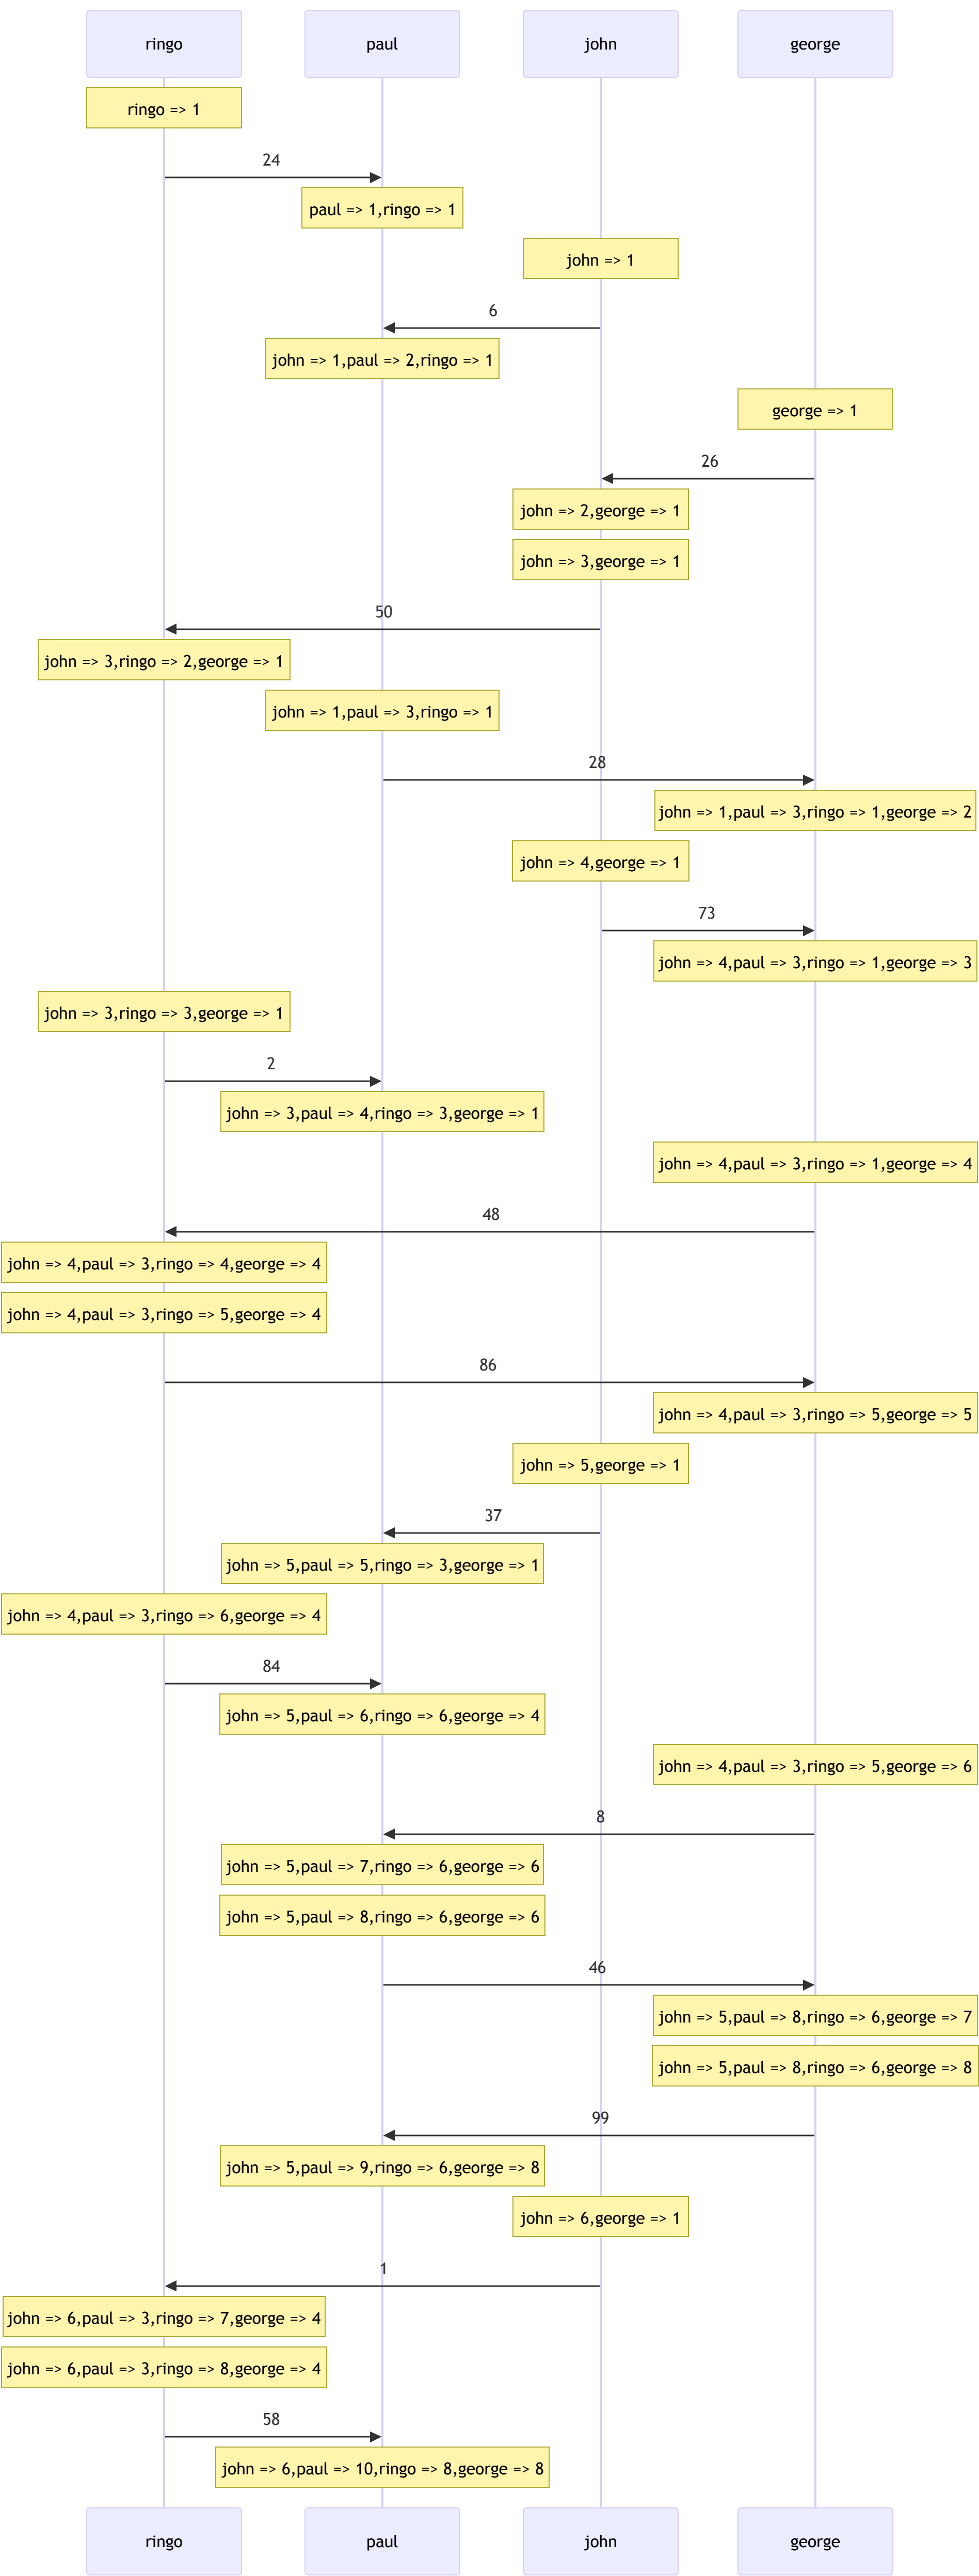 ringo paul john george
ringo => 1
24
paul => 1,ringo => 1
john => 1
6
john => 1,paul => 2,ringo => 1
george => 1
26
john => 2,george => 1
john => 3,george => 1
50
john => 3,ringo => 2,george => 1
john => 1,paul => 3,ringo => 1
28
john => 1,paul => 3,ringo => 1,george => 2
john => 4,george => 1
73
john => 4,paul => 3,ringo => 1,george => 3
john => 3,ringo => 3,george => 1
2
john => 3,paul => 4,ringo => 3,george => 1
john => 4,paul => 3,ringo => 1,george => 4
48
john => 4,paul => 3,ringo => 4,george => 4
john => 4,paul => 3,ringo => 5,george => 4
86
john => 4,paul => 3,ringo => 5,george => 5
john => 5,george => 1
37
john => 5,paul => 5,ringo => 3,george => 1
john => 4,paul => 3,ringo => 6,george => 4
84
john => 5,paul => 6,ringo => 6,george => 4
john => 4,paul => 3,ringo => 5,george => 6
8
john => 5,paul => 7,ringo => 6,george => 6
john => 5,paul => 8,ringo => 6,george => 6
46
john => 5,paul => 8,ringo => 6,george => 7
john => 5,paul => 8,ringo => 6,george => 8
99
john => 5,paul => 9,ringo => 6,george => 8
john => 6,george => 1
1
john => 6,paul => 3,ringo => 7,george => 4
john => 6,paul => 3,ringo => 8,george => 4
58
john => 6,paul => 10,ringo => 8,george => 8
ringo paul john george